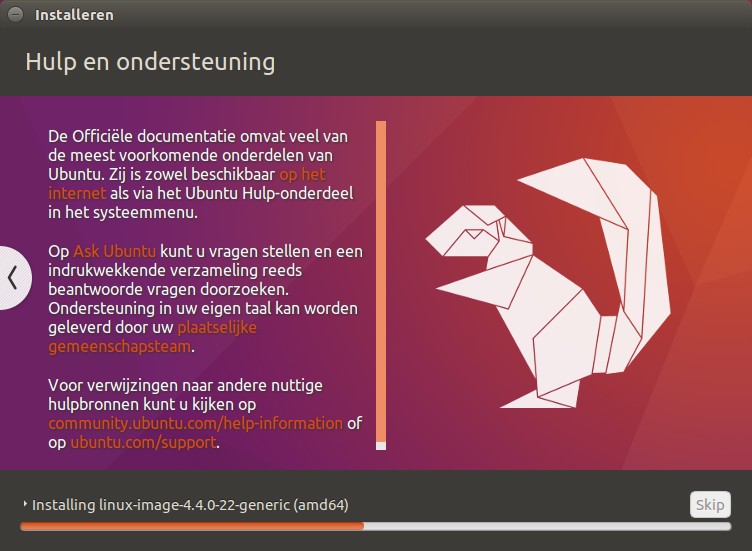 Installeren
Hulp en ondersteuning
De Officiële documentatie omvat veel van
de meest voorkomende onderdelen van
Ubuntu. Zij is zowel beschikbaar op het
internet als via het Ubuntu Hulp-onderdeel
in het systeemmenu.
Op Ask Ubuntu kunt u vragen stellen en een
indrukwekkende verzameling reeds
beantwoorde vragen doorzoeken.
Ondersteuning in uw eigen taal kan worden
geleverd door uw plaatselijke
gemeenschapsteam.
Voor verwijzingen naar andere nuttige
hulpbronnen kunt u kijken op
community.ubuntu.com/help-information of
op ubuntu.com/support.
Installing linux-image-4.4.0-22-generic (amd64)
Skip